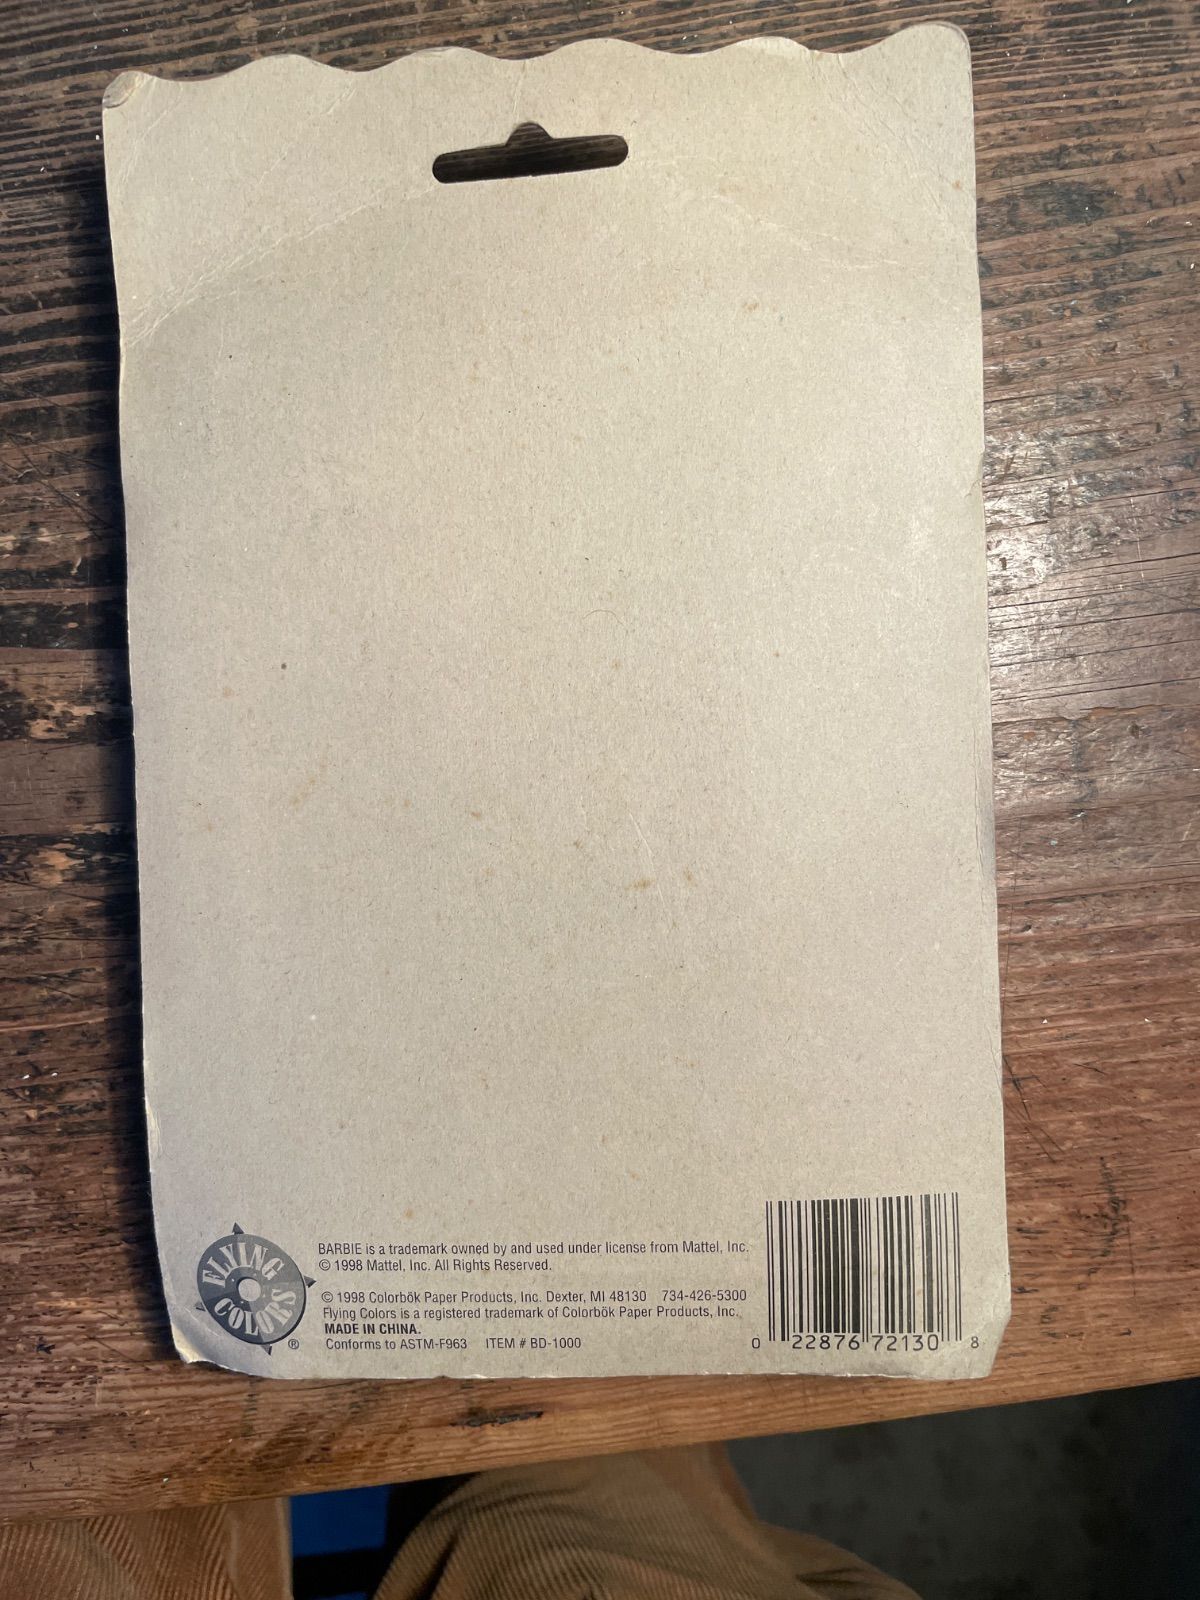 FLYING
COLORS
®
BARBIE is a trademark owned by and used under license from Mattel, Inc.
© 1998 Mattel, Inc. All Rights Reserved.
© 1998 Colorbök Paper Products, Inc. Dexter, MI 48130 734-426-5300
Flying Colors is a registered trademark of Colorbök Paper Products, Inc.
MADE IN CHINA.
Conforms to ASTM-F963 ITEM # BD-1000
0 22876 72130 8